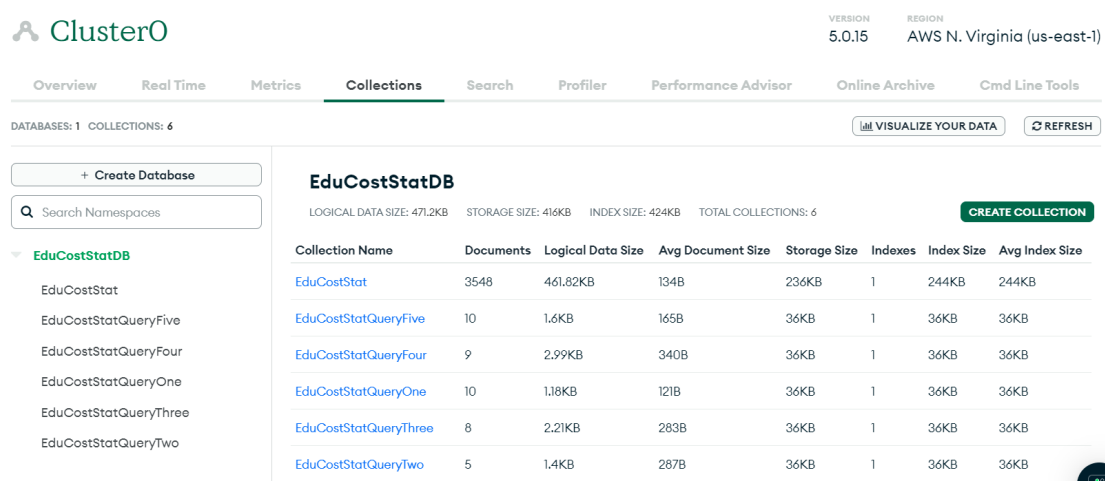 Cluster0
VERSION REGION
5.0.15 AWS N. Virginia (us-east-1)
Overview Real Time Metrics Collections Search Profiler Performance Advisor Online Archive Cmd Line Tools
DATABASES: 1 COLLECTIONS: 6
VISUALIZE YOUR DATA REFRESH
+ Create Database
Search Namespaces
EduCostStatDB
EduCostStat
EduCostStatQueryFive
EduCostStatQueryFour
EduCostStatQueryOne
EduCostStatQueryThree
EduCostStatQueryTwo
EduCostStatDB
LOGICAL DATA SIZE: 471.2KB STORAGE SIZE: 416KB INDEX SIZE: 424KB TOTAL COLLECTIONS: 6
CREATE COLLECTION
Collection Name Documents Logical Data Size Avg Document Size Storage Size Indexes Index Size Avg Index Size
EduCostStat 3548 461.82KB 134B 236KB 1 244KB 244KB
EduCostStatQueryFive 10 1.6KB 165B 36KB 1 36KB 36KB
EduCostStatQueryFour 9 2.99KB 340B 36KB 1 36KB 36KB
EduCostStatQueryOne 10 1.18KB 121B 36KB 1 36KB 36KB
EduCostStatQueryThree 8 2.21KB 283B 36KB 1 36KB 36KB
EduCostStatQueryTwo 5 1.4KB 287B 36KB 1 36KB 36KB